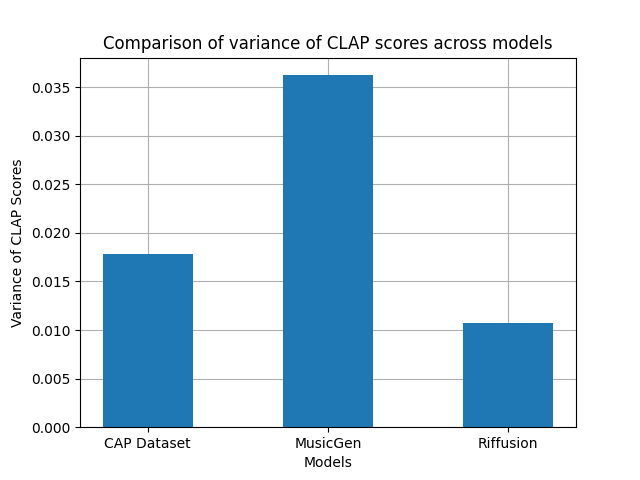 Comparison of variance of CLAP scores across models
Variance of CLAP Scores
0.035
0.030
0.025
0.020
0.015
0.010
0.005
0.000
CAP Dataset
MusicGen
Riffusion
Models